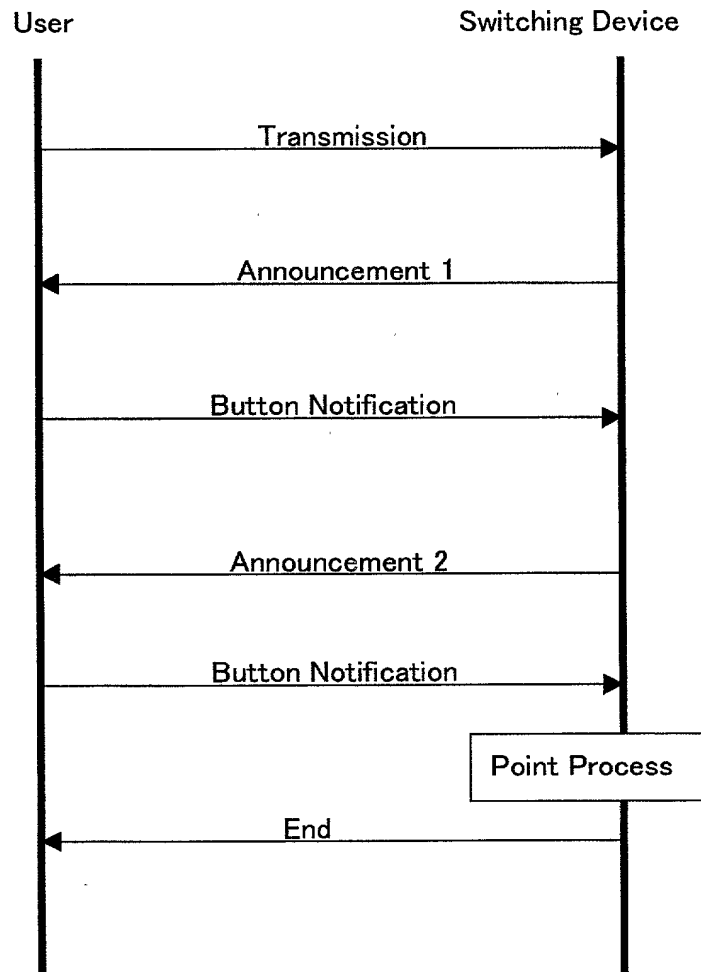 User
Switching Device
Transmission
Announcement 1
Button Notification
Announcement 2
Button Notification
Point Process
End